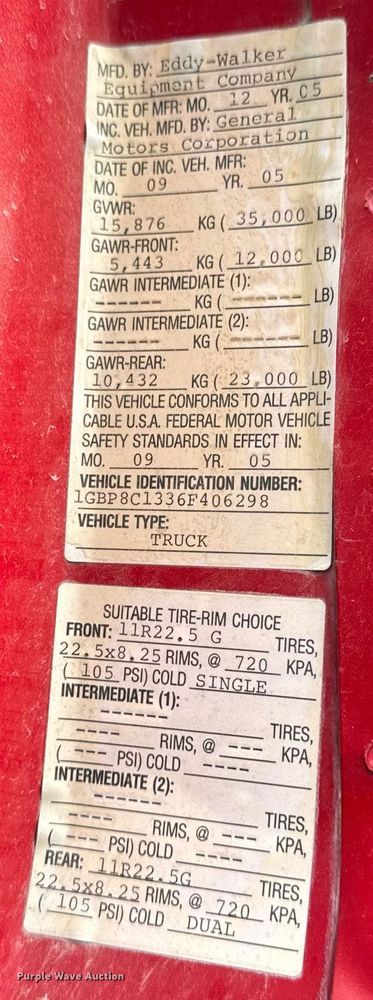 MFD. BY: Eddy-Walker
Equipment Company
DATE OF MFR: MO. 12 YR. 05
INC. VEH. MFD. BY: General
Motors Corporation
DATE OF INC. VEH. MFR:
MO. 09 YR. 05
GVWR:
15,876 KG ( 35,000 LB)
GAWR-FRONT:
5,443 KG ( 12,000 LB)
GAWR INTERMEDIATE (1):
------ KG ( ------ LB)
GAWR INTERMEDIATE (2):
------ KG ( ------ LB)
GAWR-REAR:
10,432 KG ( 23,000 LB)
THIS VEHICLE CONFORMS TO ALL APPLI-
CABLE U.S.A. FEDERAL MOTOR VEHICLE
SAFETY STANDARDS IN EFFECT IN:
MO. 09 YR. 05
VEHICLE IDENTIFICATION NUMBER:
1GBP8C1336F406298
VEHICLE TYPE:
TRUCK
SUITABLE TIRE-RIM CHOICE
FRONT: 11R22.5 G TIRES,
22.5x8.25 RIMS, @ 720 KPA,
( 105 PSI) COLD SINGLE
INTERMEDIATE (1):
------ TIRES,
---- RIMS, @ --- KPA,
( --- PSI) COLD ----
INTERMEDIATE (2):
------ TIRES,
---- RIMS, @ --- KPA,
( --- PSI) COLD ----
REAR: 11R22.5G TIRES,
22.5x8.25 RIMS, @ 720 KPA,
( 105 PSI) COLD DUAL
Purple Wave Auction